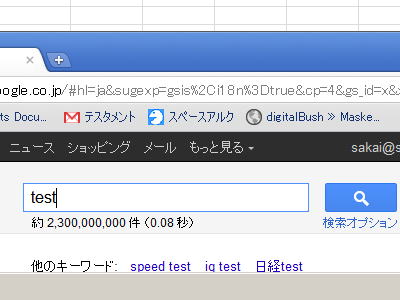 oogle.co.jp/#hl=ja&sugexp=gsis%2Ci18n%3Dtrue&cp=4&gs_id=x&
ts Docu... テスタメント スペースアルク digitalBush » Maske...
ニュース ショッピング メール もっと見る sakai@s
test
約 2,300,000,000 件 (0.08 秒)
検索オプション
他のキーワード: speed test iq test 日経test